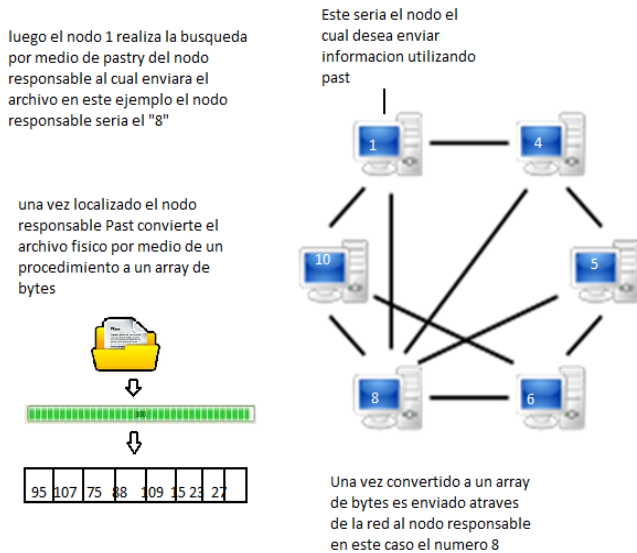 Este seria el nodo el
cual desea enviar
informacion utilizando
past
luego el nodo 1 realiza la busqueda
por medio de pastry del nodo
responsable al cual enviara el
archivo en este ejemplo el nodo
responsable seria el "8"
1
4
10
5
8
6
una vez localizado el nodo
responsable Past convierte el
archivo fisico por medio de un
procedimiento a un array de
bytes
95 107 75 88 109 15 23 27
Una vez convertido a un array
de bytes es enviado atraves
de la red al nodo responsable
en este caso el numero 8